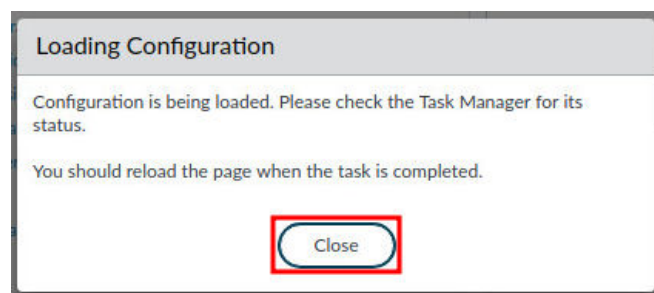 Loading Configuration
Configuration is being loaded. Please check the Task Manager for its
status.
You should reload the page when the task is completed.
Close